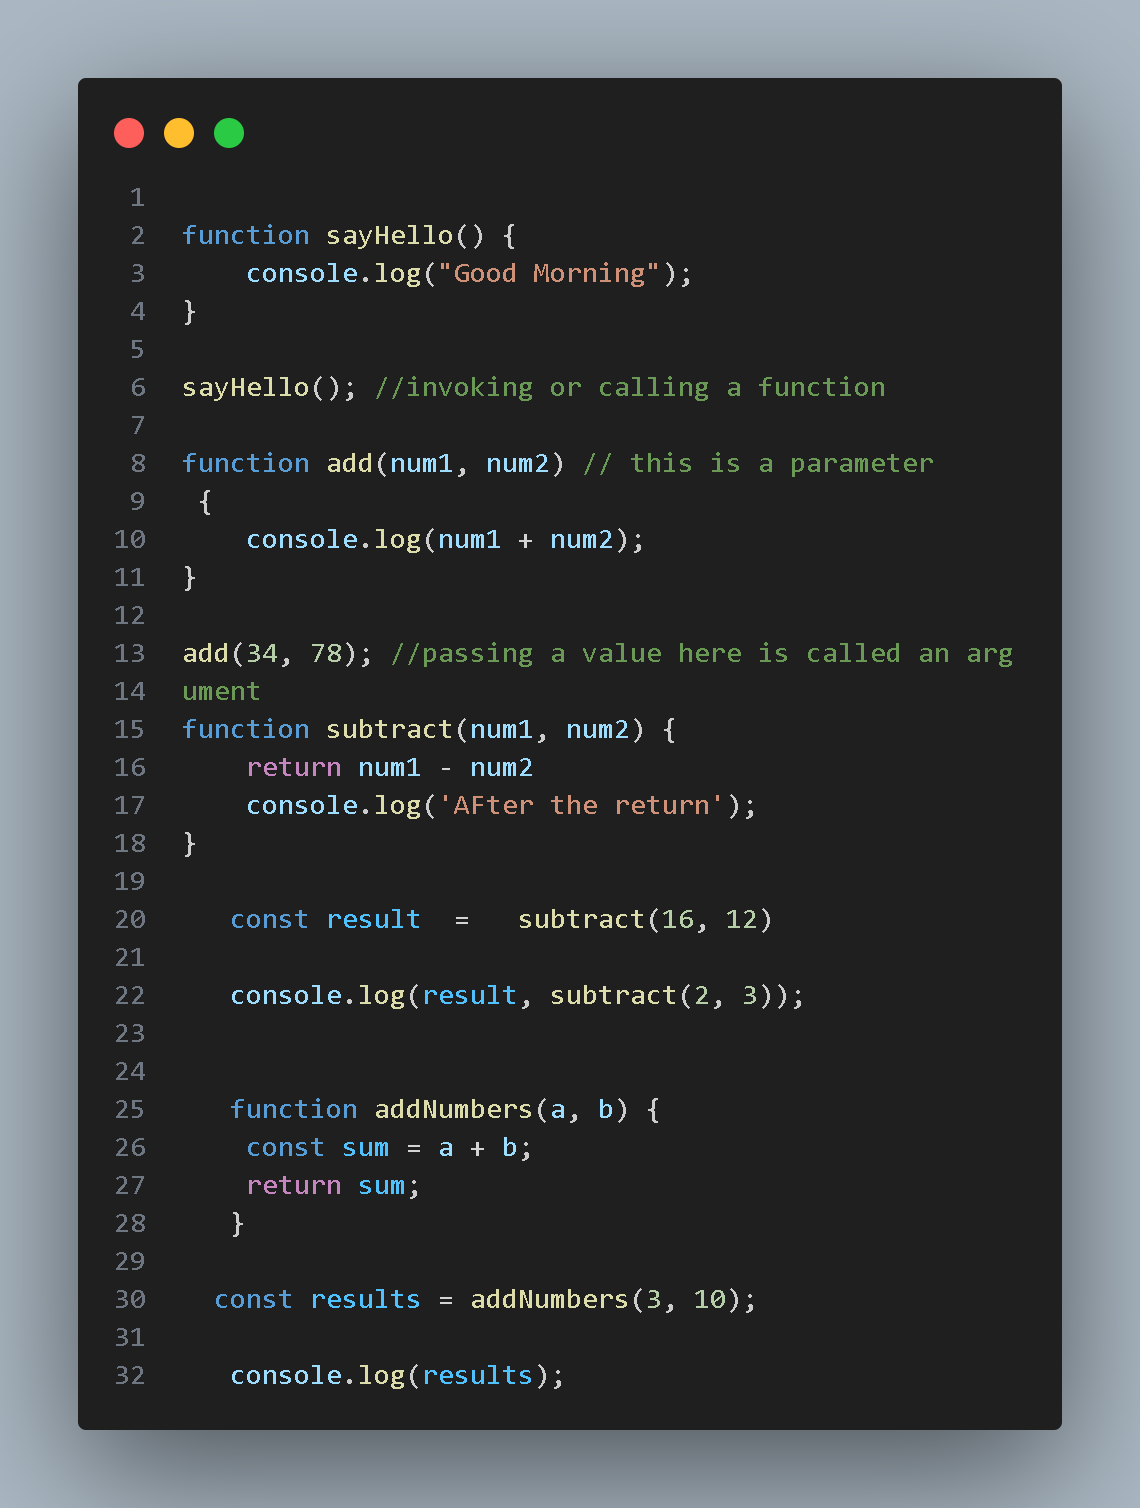 1
2 function sayHello() {
3     console.log("Good Morning");
4 }
5
6 sayHello(); //invoking or calling a function
7
8 function add(num1, num2) // this is a parameter
9  {
10     console.log(num1 + num2);
11 }
12
13 add(34, 78); //passing a value here is called an arg
14 ument
15 function subtract(num1, num2) {
16     return num1 - num2
17     console.log('AFter the return');
18 }
19
20    const result  =   subtract(16, 12)
21
22    console.log(result, subtract(2, 3));
23
24
25    function addNumbers(a, b) {
26     const sum = a + b;
27     return sum;
28    }
29
30   const results = addNumbers(3, 10);
31
32    console.log(results);